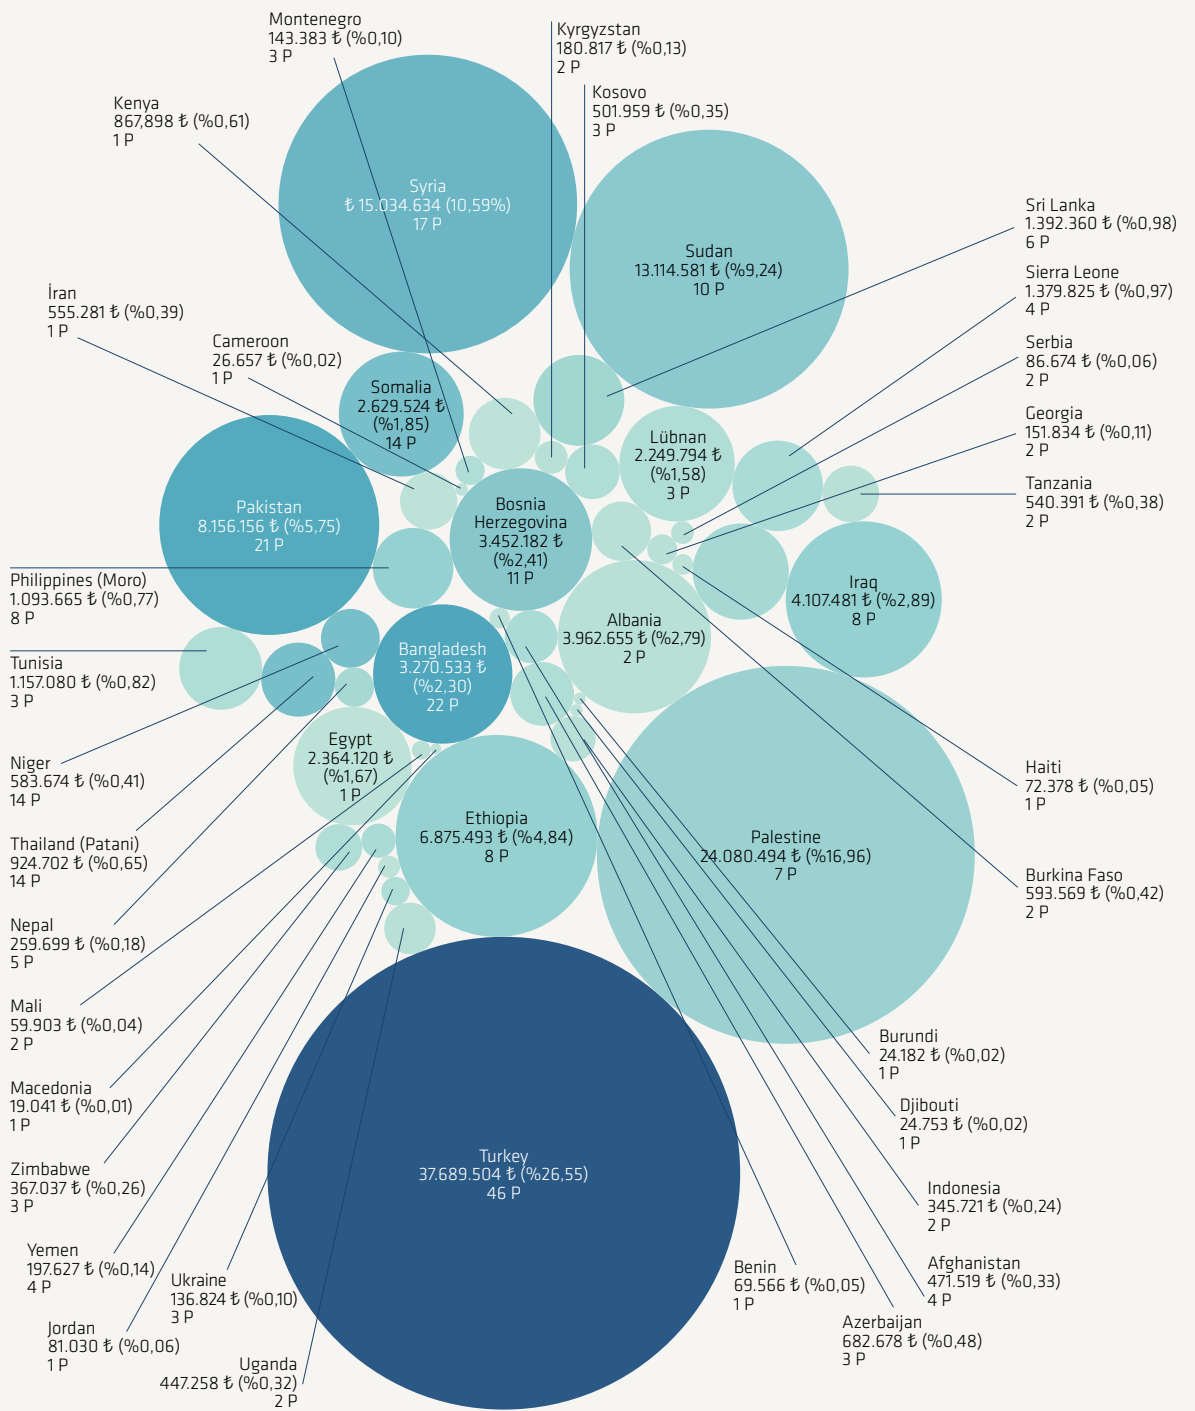 Montenegro
143.383 ₺ (%0,10)
3 P
Kyrgyzstan
180.817 ₺ (%0,13)
2 P
Kosovo
501.959 ₺ (%0,35)
3 P
Kenya
867,898 ₺ (%0,61)
1 P
Syria
₺ 15.034.634 (10,59%)
17 P
Sudan
13.114.581 ₺ (%9,24)
10 P
Sri Lanka
1.392.360 ₺ (%0,98)
6 P
Sierra Leone
1.379.825 ₺ (%0,97)
4 P
İran
555.281 ₺ (%0,39)
1 P
Cameroon
26.657 ₺ (%0,02)
1 P
Serbia
86.674 ₺ (%0,06)
2 P
Somalia
2.629.524 ₺
(%1,85)
14 P
Georgia
151.834 ₺ (%0,11)
2 P
Lübnan
2.249.794 ₺
(%1,58)
3 P
Tanzania
540.391 ₺ (%0,38)
2 P
Pakistan
8.156.156 ₺ (%5,75)
21 P
Bosnia
Herzegovina
3.452.182 ₺
(%2,41)
11 P
Philippines (Moro)
1.093.665 ₺ (%0,77)
8 P
Iraq
4.107.481 ₺ (%2,89)
8 P
Albania
3.962.655 ₺ (%2,79)
2 P
Tunisia
1.157.080 ₺ (%0,82)
3 P
Bangladesh
3.270.533 ₺
(%2,30)
22 P
Egypt
2.364.120 ₺
(%1,67)
1 P
Niger
583.674 ₺ (%0,41)
14 P
Haiti
72.378 ₺ (%0,05)
1 P
Ethiopia
6.875.493 ₺ (%4,84)
8 P
Palestine
24.080.494 ₺ (%16,96)
7 P
Thailand (Patani)
924.702 ₺ (%0,65)
14 P
Burkina Faso
593.569 ₺ (%0,42)
2 P
Nepal
259.699 ₺ (%0,18)
5 P
Mali
59.903 ₺ (%0,04)
2 P
Burundi
24.182 ₺ (%0,02)
1 P
Macedonia
19.041 ₺ (%0,01)
1 P
Djibouti
24.753 ₺ (%0,02)
1 P
Zimbabwe
367.037 ₺ (%0,26)
3 P
Turkey
37.689.504 ₺ (%26,55)
46 P
Indonesia
345.721 ₺ (%0,24)
2 P
Yemen
197.627 ₺ (%0,14)
4 P
Ukraine
136.824 ₺ (%0,10)
3 P
Benin
69.566 ₺ (%0,05)
1 P
Afghanistan
471.519 ₺ (%0,33)
4 P
Jordan
81.030 ₺ (%0,06)
1 P
Azerbaijan
682.678 ₺ (%0,48)
3 P
Uganda
447.258 ₺ (%0,32)
2 P